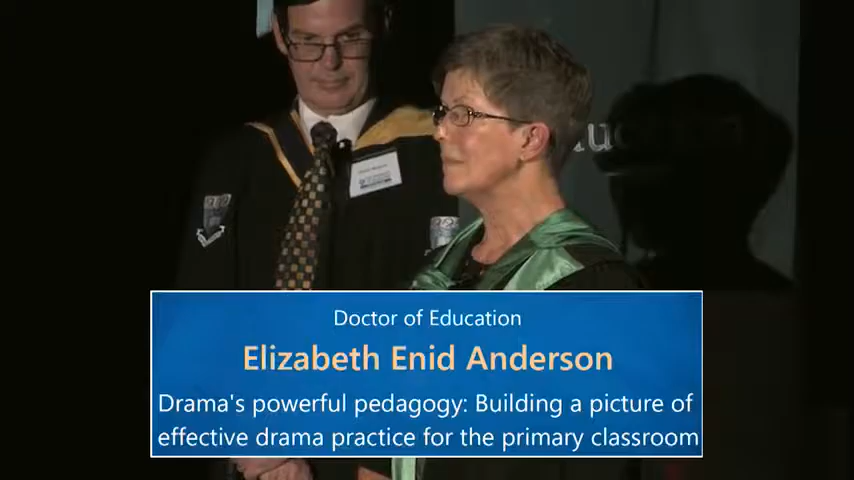 Doctor of Education
Elizabeth Enid Anderson
Drama's powerful pedagogy: Building a picture of
effective drama practice for the primary classroom